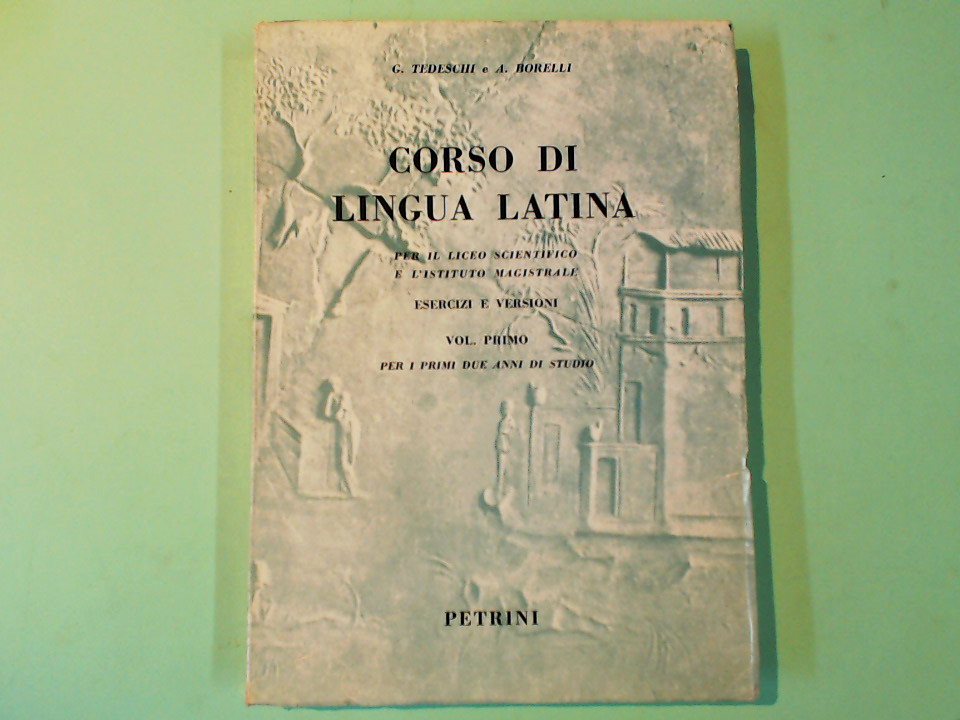 G. TEDESCHI e A. BORELLI
CORSO DI
LINGUA LATINA
PER IL LICEO SCIENTIFICO
E L'ISTITUTO MAGISTRALE
ESERCIZI E VERSIONI
VOL. PRIMO
PER I PRIMI DUE ANNI DI STUDIO
PETRINI